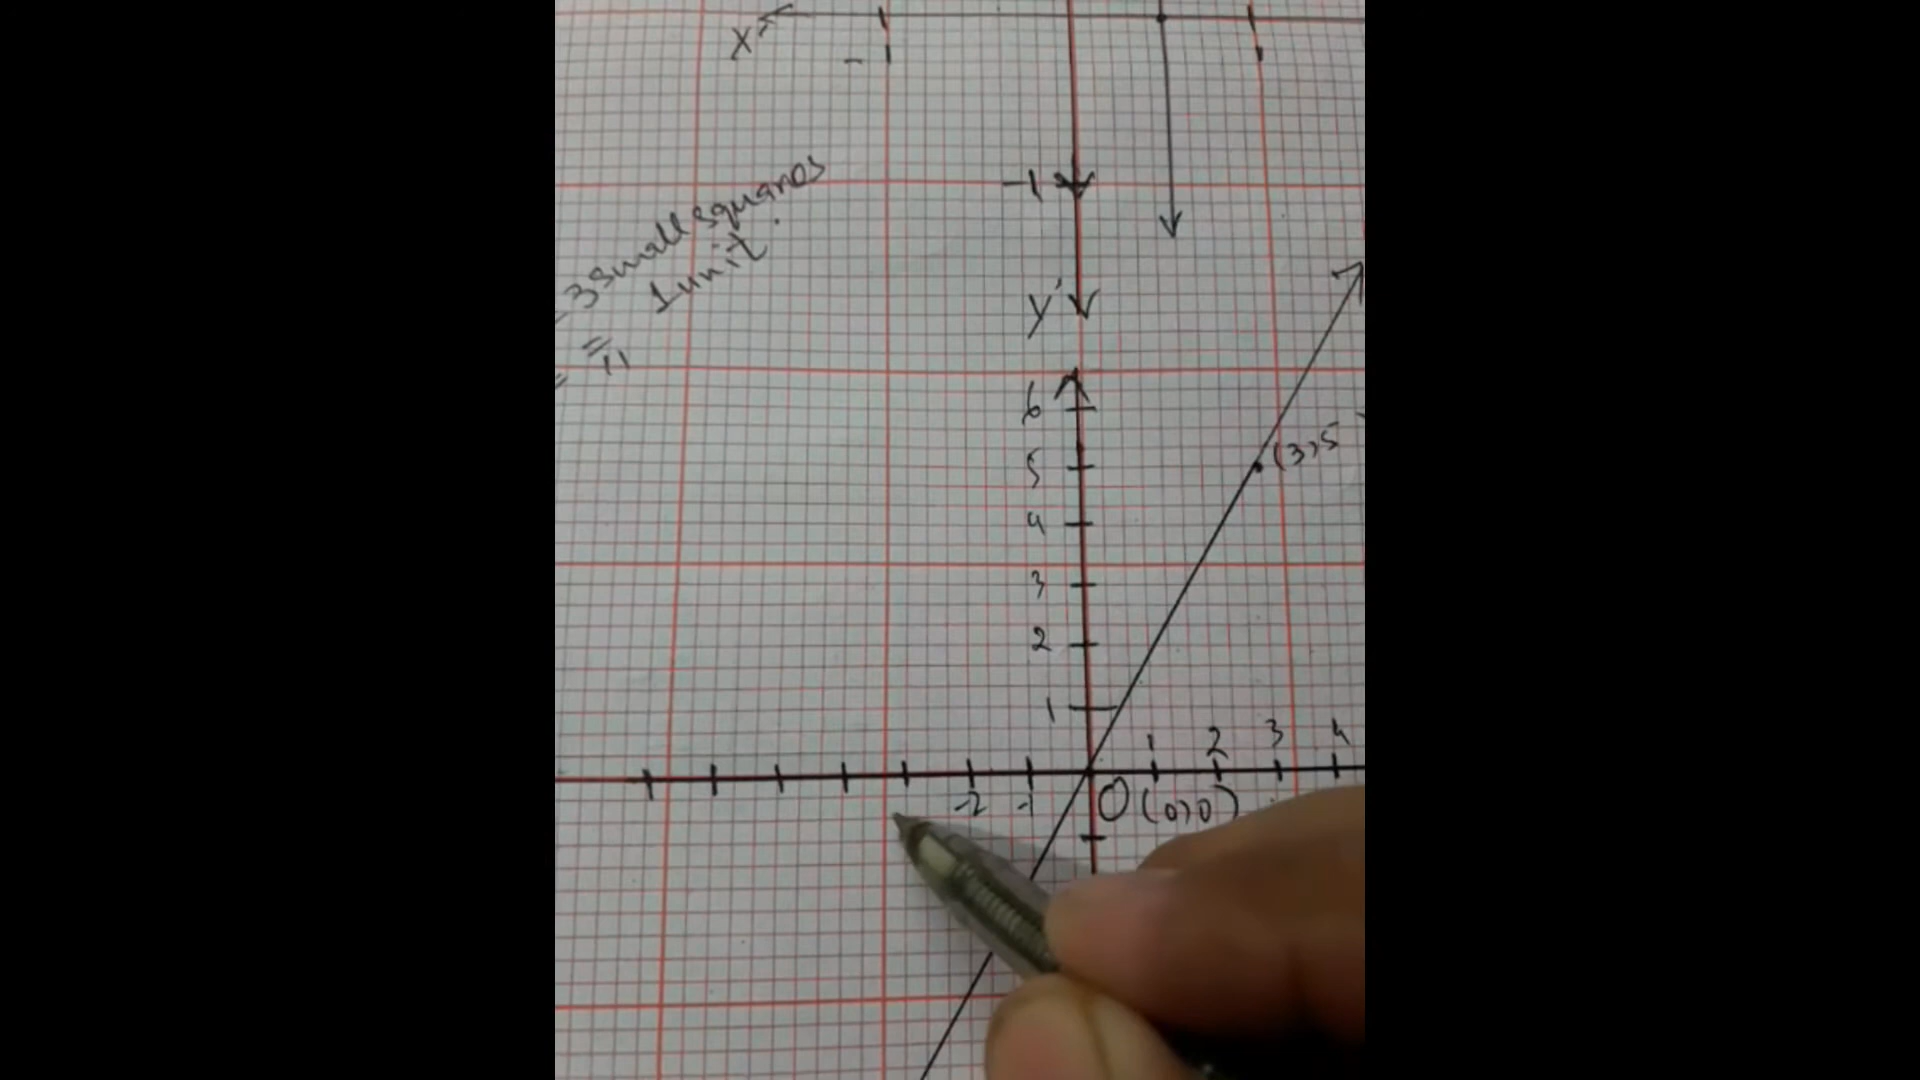 X
-1
-1
3 small squares
= 1 unit.
= 11
y'
6
5
(3,5
4
3
2
1
1 2 3 4
-2 -1 O (0,0)